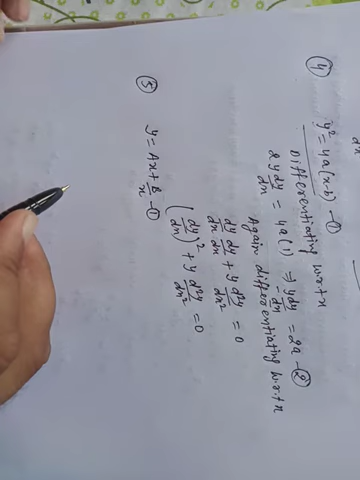 dx
④ y² = 4a(x-b) -①
Differentiating w.r.t x
2y dy/dx = 4a(1) ⇒ y dy/dx = 2a -②
Again differentiating w.r.t x
dy/dx dy/dx + y d²y/dx² = 0
(dy/dx)² + y d²y/dx² = 0
⑤ y = Ax + B/x -①